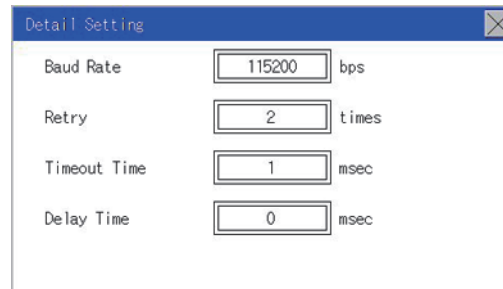 Detail Setting
Baud Rate 115200 bps
Retry 2 times
Timeout Time 1 msec
Delay Time 0 msec